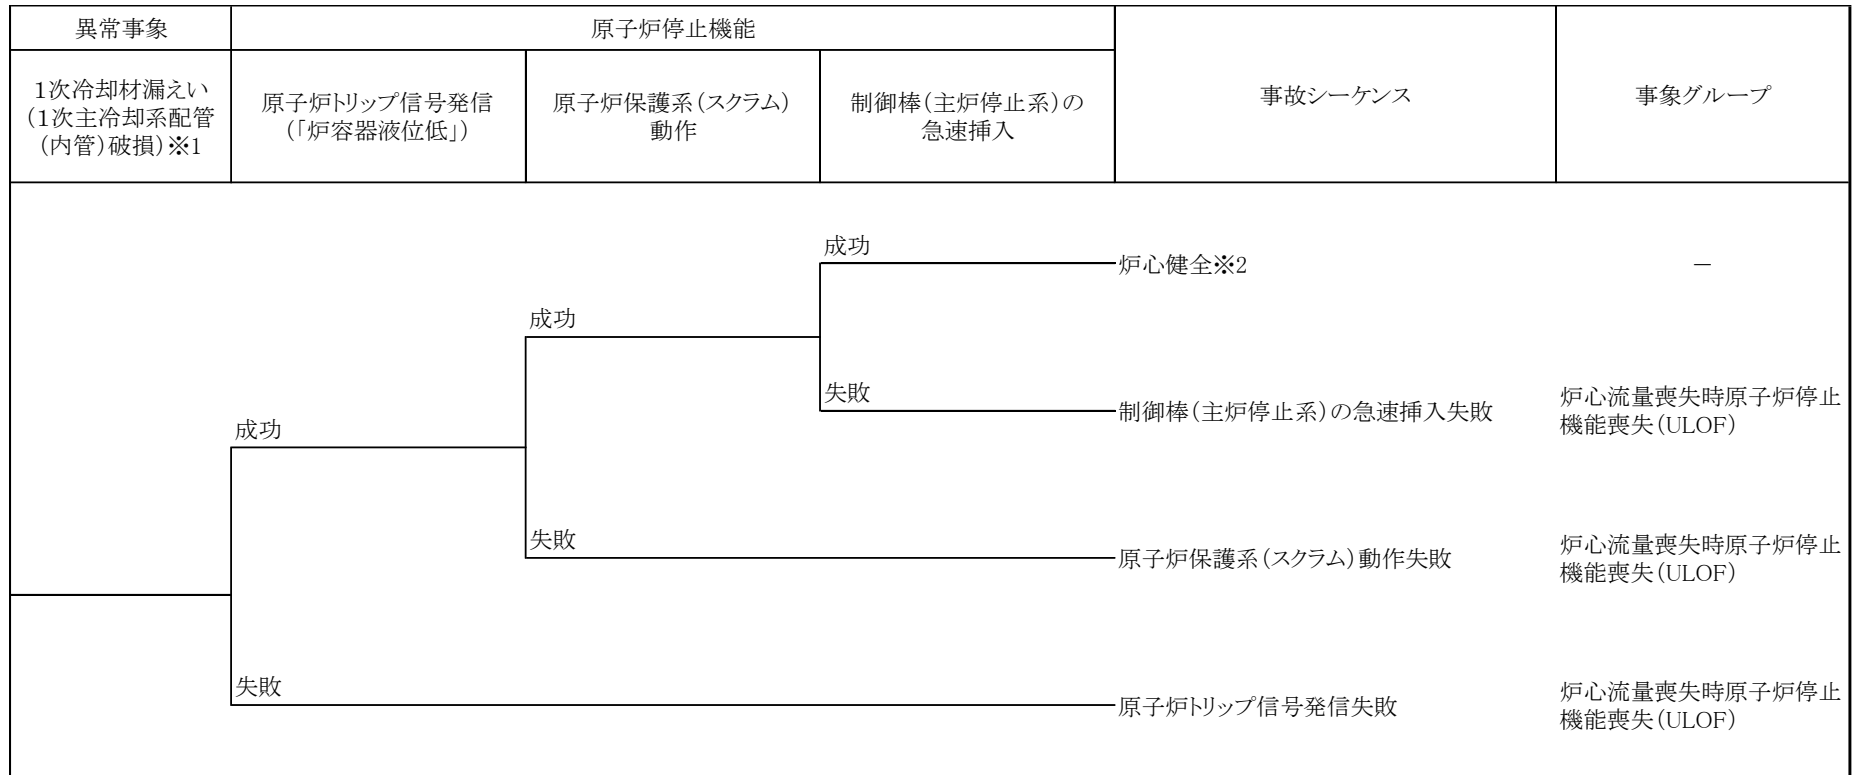 異常事象
原子炉停止機能
1次冷却材漏えい
(1次主冷却系配管
(内管)破損)※1
原子炉トリップ信号発信
(「炉容器液位低」)
原子炉保護系(スクラム)
動作
制御棒(主炉停止系)の
急速挿入
事故シーケンス
事象グループ
成功
炉心健全※2
－
成功
失敗
制御棒(主炉停止系)の急速挿入失敗
炉心流量喪失時原子炉停止
機能喪失(ULOF)
成功
失敗
原子炉保護系(スクラム)動作失敗
炉心流量喪失時原子炉停止
機能喪失(ULOF)
失敗
原子炉トリップ信号発信失敗
炉心流量喪失時原子炉停止
機能喪失(ULOF)